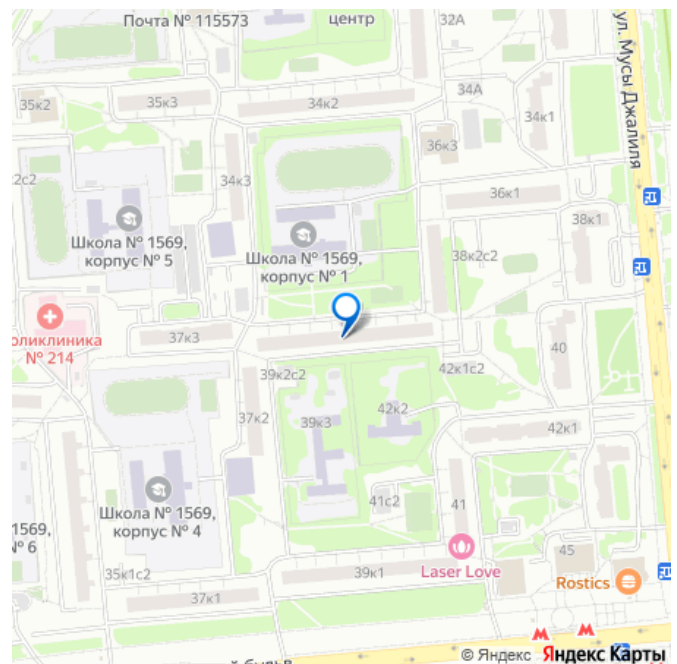 Почта № 115573
центр
32А
ул. Мусы Джалиля
35к2
35к3
34к2
34А
34к1
36к3
2с2
34к3
36к1
38к1
Школа № 1569,
корпус № 5
Школа № 1569,
корпус № 1
38к2с2
оликлиника
№ 214
37к3
40
39к2с2
42к1с2
37к2
39к3
42к2
42к1
Школа № 1569,
корпус № 4
41с2
41
1569,
№ 6
45
35к1с2
39к1
Laser Love
Rostics
37к1
© Яндекс Яндекс Карты